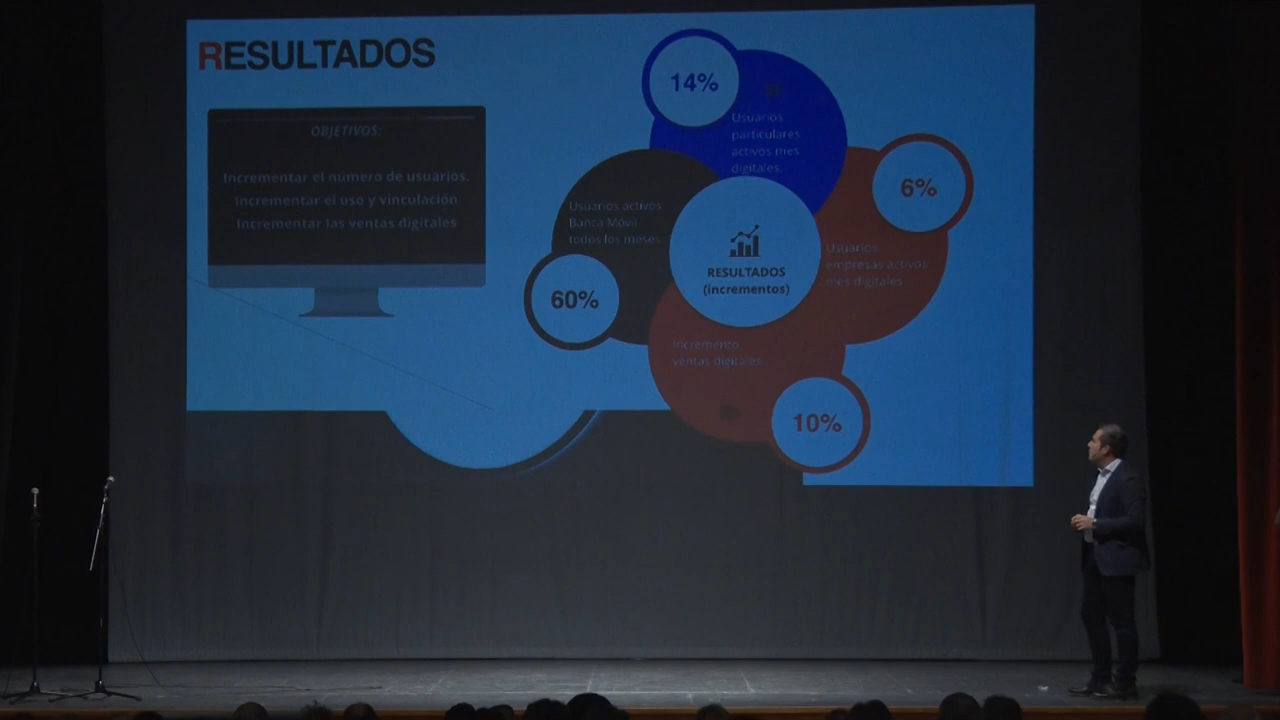 RESULTADOS
OBJETIVOS:
Incrementar el número de usuarios.
Incrementar el uso y vinculación
Incrementar las ventas digitales
14%
Usuarios
particulares
activos mes
digitales.
6%
Usuarios
empresas activos
mes digitales
Usuarios activos
Banca Móvil
todos los meses
60%
RESULTADOS
(incrementos)
Incremento
ventas digitales.
10%